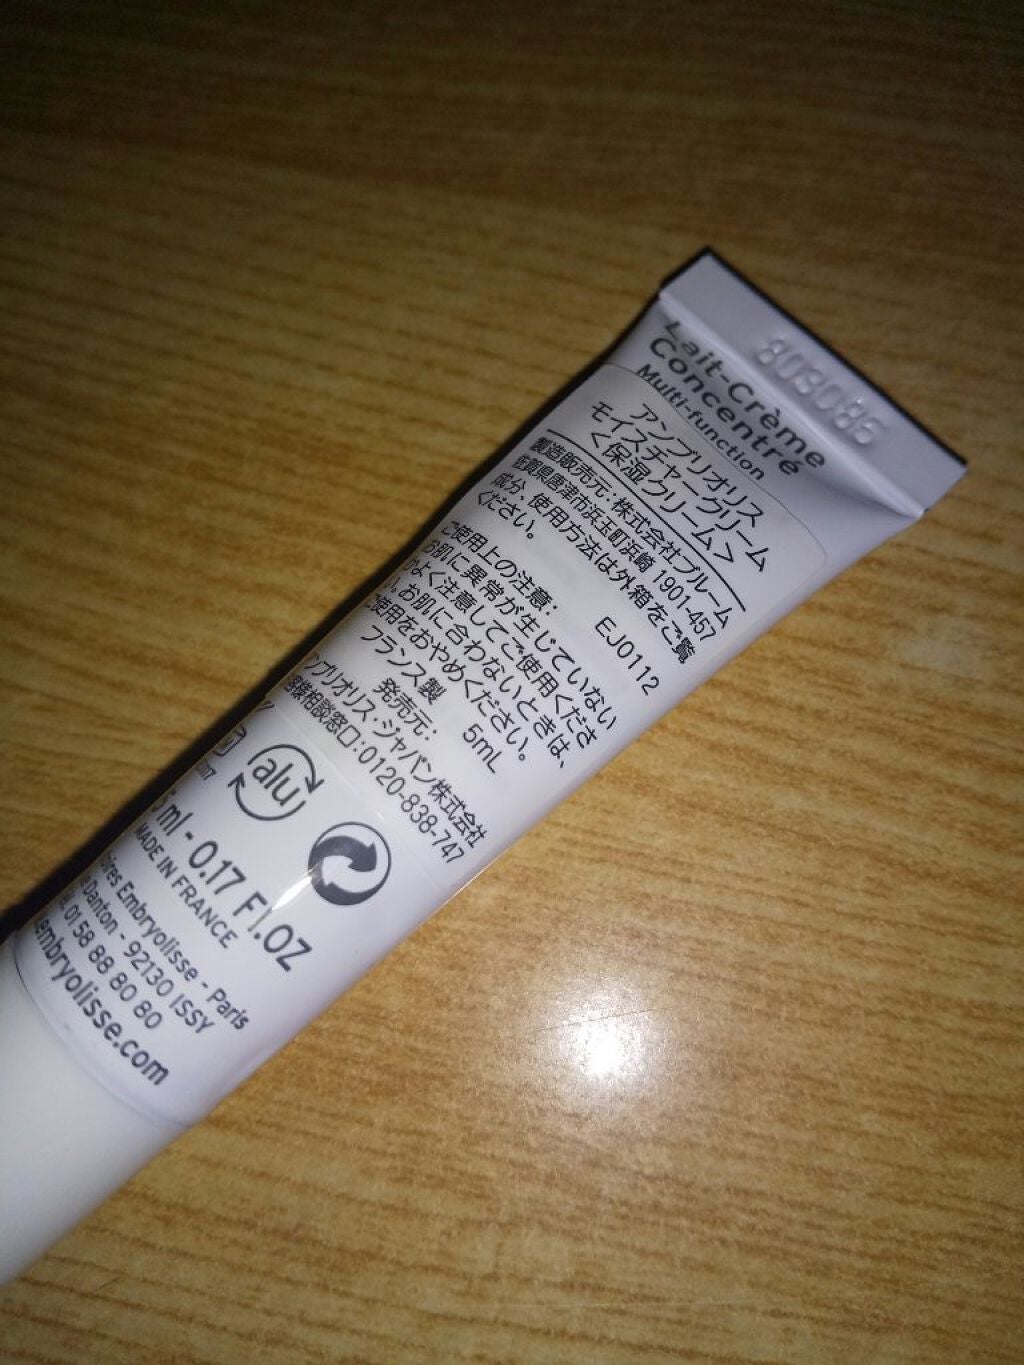 808086
Lait-Crème
Concentré
Multi-function
アンブリオリス
モイスチャークリーム
＜保湿クリーム＞
製造販売元：株式会社ブルーム
佐賀県唐津市浜玉町浜崎 1901-457
成分、使用方法は外箱をご覧
ください。 EJ0112
ご使用上の注意：
お肌に異常が生じていない
かよく注意してご使用くださ
い。お肌に合わないときは、
ご使用をおやめください。
フランス製 5mL
発売元：
ンブリオリス・ジャパン株式会社
客様相談窓口：0120-838-747
alu
5ml - 0.17 Fl.OZ
MADE IN FRANCE
oires Embryolisse - Paris
Danton - 92130 ISSY
el. 01 58 88 80 80
embryolisse.com